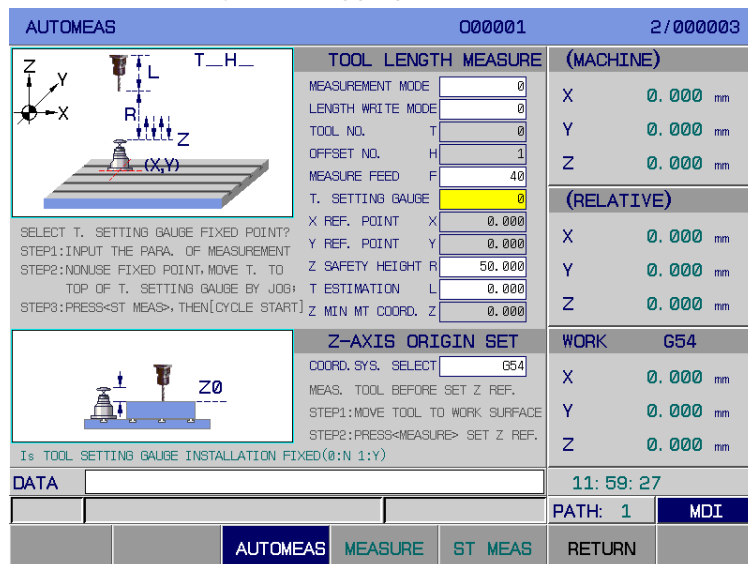 AUTOMEAS O00001 2/000003
T__H__
Z
Y
X
L
R
Z
(X,Y)
SELECT T. SETTING GAUGE FIXED POINT?
STEP1:INPUT THE PARA. OF MEASUREMENT
STEP2:NONUSE FIXED POINT,MOVE T. TO
TOP OF T. SETTING GAUGE BY JOG;
STEP3:PRESS<ST MEAS>,THEN[CYCLE START]
TOOL LENGTH MEASURE
MEASUREMENT MODE 0
LENGTH WRITE MODE 0
TOOL NO. T 0
OFFSET NO. H 1
MEASURE FEED F 40
T. SETTING GAUGE 0
X REF. POINT X 0.000
Y REF. POINT Y 0.000
Z SAFETY HEIGHT R 50.000
T ESTIMATION L 0.000
Z MIN MT COORD. Z 0.000
Z0
Z-AXIS ORIGIN SET
COORD.SYS. SELECT G54
MEAS. TOOL BEFORE SET Z REF.
STEP1:MOVE TOOL TO WORK SURFACE
STEP2:PRESS<MEASURE> SET Z REF.
Is TOOL SETTING GAUGE INSTALLATION FIXED(0:N 1:Y)
(MACHINE)
X 0.000 mm
Y 0.000 mm
Z 0.000 mm
(RELATIVE)
X 0.000 mm
Y 0.000 mm
Z 0.000 mm
WORK G54
X 0.000 mm
Y 0.000 mm
Z 0.000 mm
DATA
11:59:27
PATH: 1 MDI
AUTOMEAS MEASURE ST MEAS RETURN